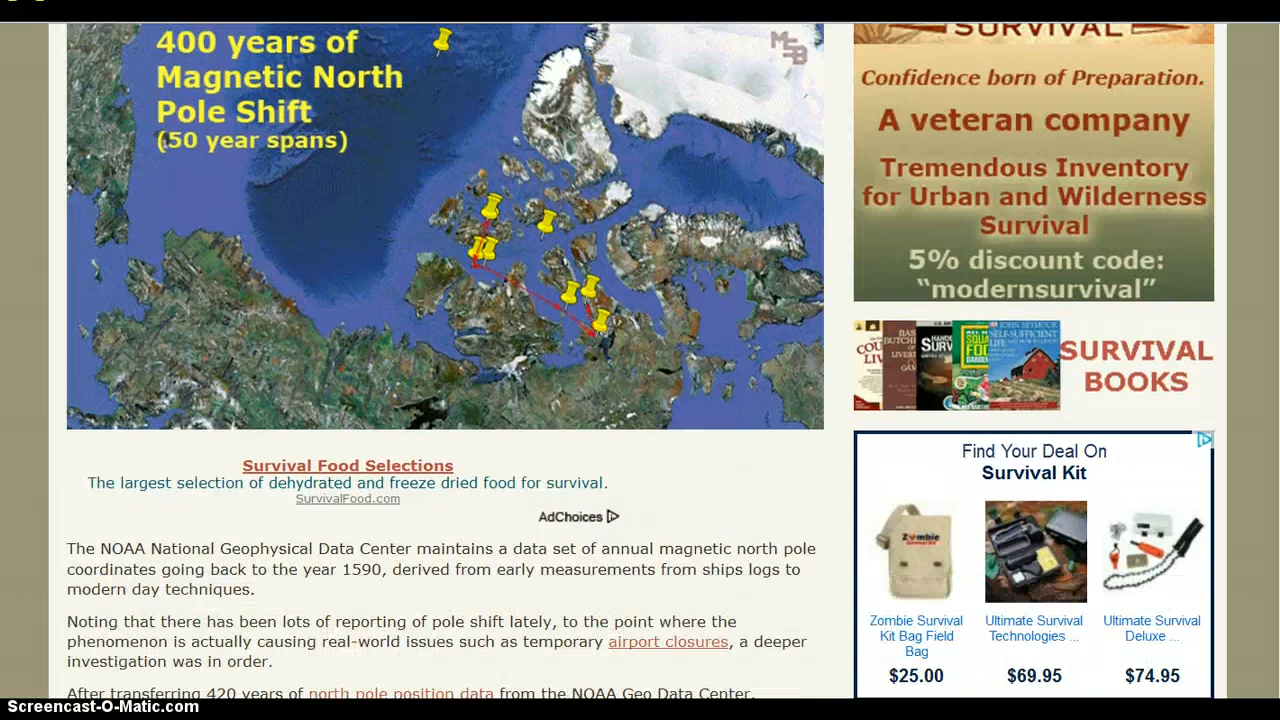 400 years of
Magnetic North
Pole Shift
(50 year spans)
MSB
SURVIVAL
Confidence born of Preparation.
A veteran company
Tremendous Inventory
for Urban and Wilderness
Survival
5% discount code:
“modernsurvival”
SURVIVAL
BOOKS
Survival Food Selections
The largest selection of dehydrated and freeze dried food for survival.
SurvivalFood.com
AdChoices
The NOAA National Geophysical Data Center maintains a data set of annual magnetic north pole
coordinates going back to the year 1590, derived from early measurements from ships logs to
modern day techniques.
Noting that there has been lots of reporting of pole shift lately, to the point where the
phenomenon is actually causing real-world issues such as temporary airport closures, a deeper
investigation was in order.
After transferring 420 years of north pole position data from the NOAA Geo Data Center,
Find Your Deal On
Survival Kit
Zombie Survival
Kit Bag Field
Bag
$25.00
Ultimate Survival
Technologies ...
$69.95
Ultimate Survival
Deluxe ...
$74.95
Screencast-O-Matic.com